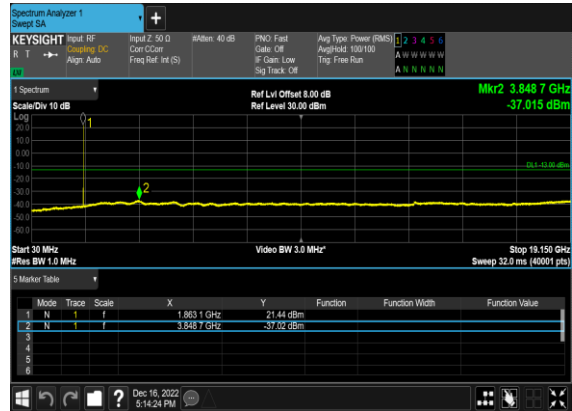 Spectrum Analyzer 1
Swept SA
+
KEYSIGHT Input: RF Input Z: 50 Ω #Atten: 40 dB PNO: Fast Avg Type: Power (RMS) 1 2 3 4 5 6
R T Coupling: DC Corr CCorr Gate: Off Avg|Hold: 100/100 A W W W W W
Align: Auto Freq Ref: Int (S) IF Gain: Low Trig: Free Run
Sig Track: Off A N N N N N
1 Spectrum Ref Lvl Offset 8.00 dB Mkr2 3.848 7 GHz
Scale/Div 10 dB Ref Level 30.00 dBm -37.015 dBm
Log
20.0 1
10.0
0.00
-10.0 DL1 -13.00 dBm
-20.0
-30.0 2
-40.0
-50.0
-60.0
Start 30 MHz Video BW 3.0 MHz* Stop 19.150 GHz
#Res BW 1.0 MHz Sweep 32.0 ms (40001 pts)
5 Marker Table
Mode Trace Scale X Y Function Function Width Function Value
1 N 1 f 1.863 1 GHz 21.44 dBm
2 N 1 f 3.848 7 GHz -37.02 dBm
3
4
5
6
? Dec 16, 2022
5:14:24 PM